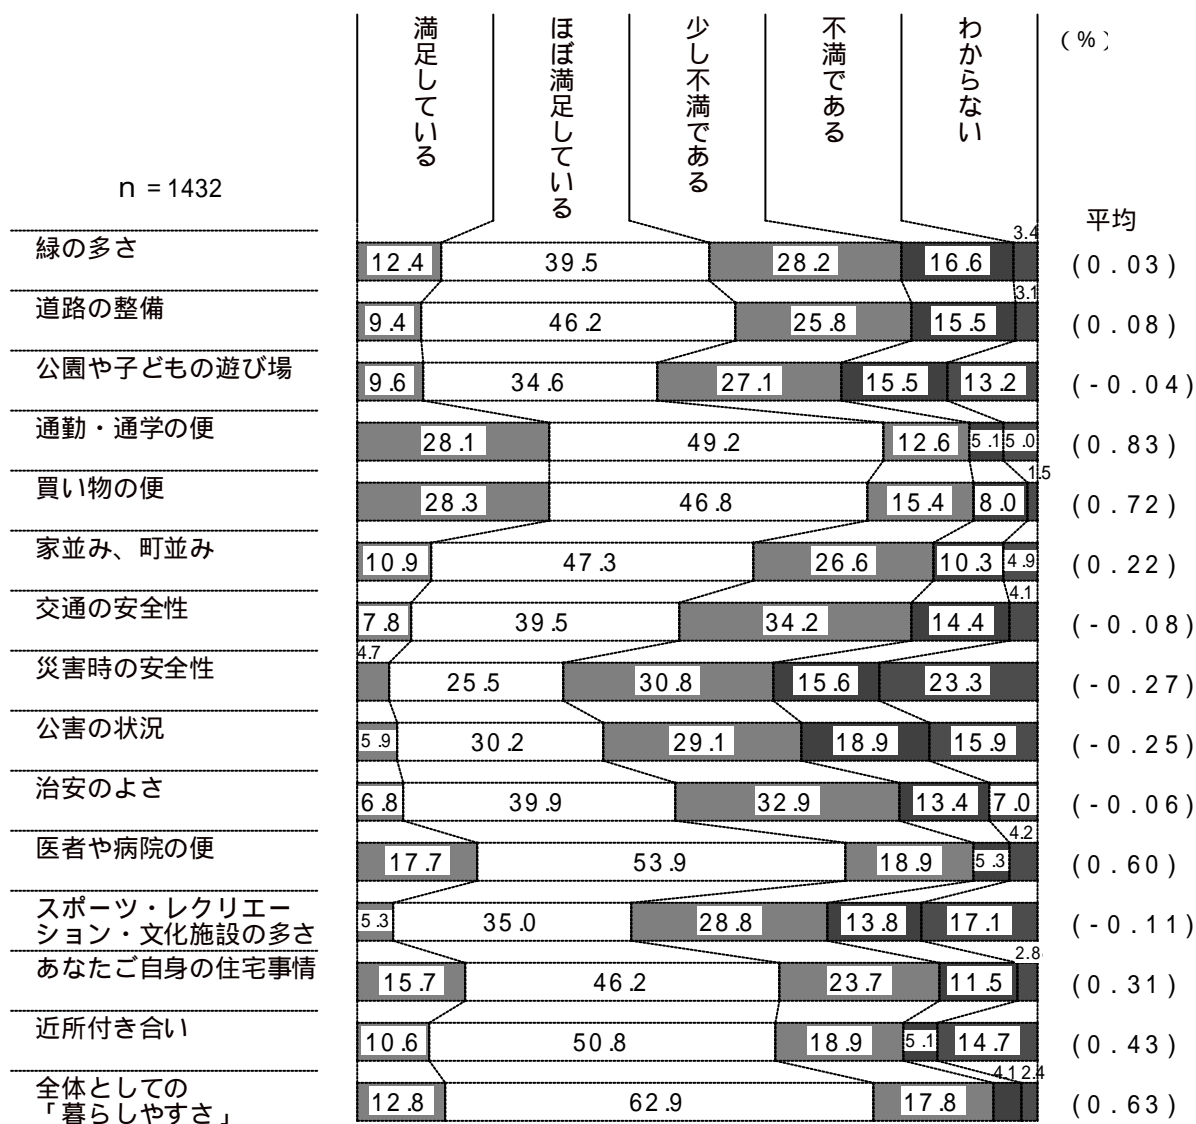 満足している
ほぼ満足している
少し不満である
不満である
わからない
(%)
n = 1432
平均
緑の多さ 12.4 39.5 28.2 16.6 3.4 (0.03)
道路の整備 9.4 46.2 25.8 15.5 3.1 (0.08)
公園や子どもの遊び場 9.6 34.6 27.1 15.5 13.2 (-0.04)
通勤・通学の便 28.1 49.2 12.6 5.1 5.0 (0.83)
買い物の便 28.3 46.8 15.4 8.0 1.5 (0.72)
家並み、町並み 10.9 47.3 26.6 10.3 4.9 (0.22)
交通の安全性 7.8 39.5 34.2 14.4 4.1 (-0.08)
災害時の安全性 4.7 25.5 30.8 15.6 23.3 (-0.27)
公害の状況 5.9 30.2 29.1 18.9 15.9 (-0.25)
治安のよさ 6.8 39.9 32.9 13.4 7.0 (-0.06)
医者や病院の便 17.7 53.9 18.9 5.3 4.2 (0.60)
スポーツ・レクリエー
ション・文化施設の多さ 5.3 35.0 28.8 13.8 17.1 (-0.11)
あなたご自身の住宅事情 15.7 46.2 23.7 11.5 2.8 (0.31)
近所付き合い 10.6 50.8 18.9 5.1 14.7 (0.43)
全体としての
「暮らしやすさ」 12.8 62.9 17.8 4.1 2.4 (0.63)